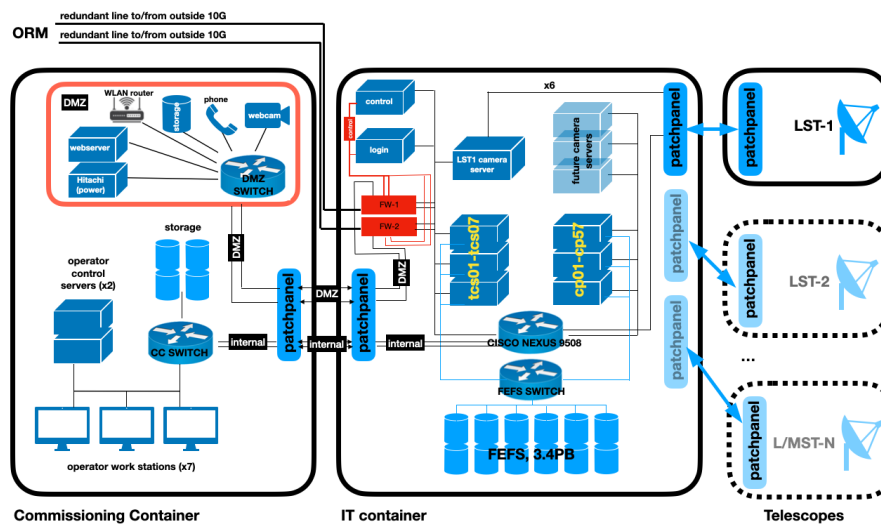 redundant line to/from outside 10G
ORM
redundant line to/from outside 10G
DMZ
WLAN router
storage
phone
webcam
webserver
Hitachi
(power)
DMZ
SWITCH
storage
operator
control
servers (x2)
DMZ
CC SWITCH
internal
patchpanel
DMZ
internal
operator work stations (x7)
Commissioning Container
control
control
login
FW-1
FW-2
DMZ
patchpanel
internal
LST1 camera
server
x6
future camera
servers
tcs01-tcs07
cp01-cp57
CISCO NEXUS 9508
FEFS SWITCH
FEFS, 3.4PB
patchpanel
patchpanel
patchpanel
IT container
patchpanel
LST-1
patchpanel
LST-2
...
patchpanel
L/MST-N
Telescopes